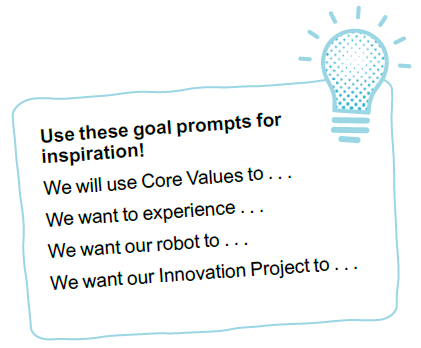 Use these goal prompts for
inspiration!
We will use Core Values to . . .
We want to experience . . .
We want our robot to . . .
We want our Innovation Project to . . .